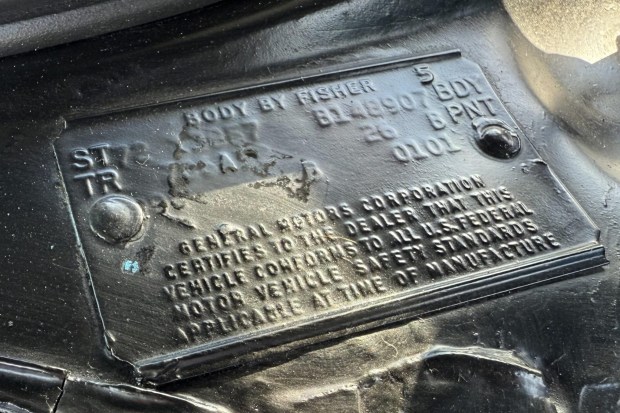 BODY BY FISHER 5
ST 72 B148907 BDY
TR A 26 B PNT
0101
GENERAL MOTORS CORPORATION
CERTIFIES TO THE DEALER THAT THIS
VEHICLE CONFORMS TO ALL U.S. FEDERAL
MOTOR VEHICLE SAFETY STANDARDS
APPLICABLE AT TIME OF MANUFACTURE